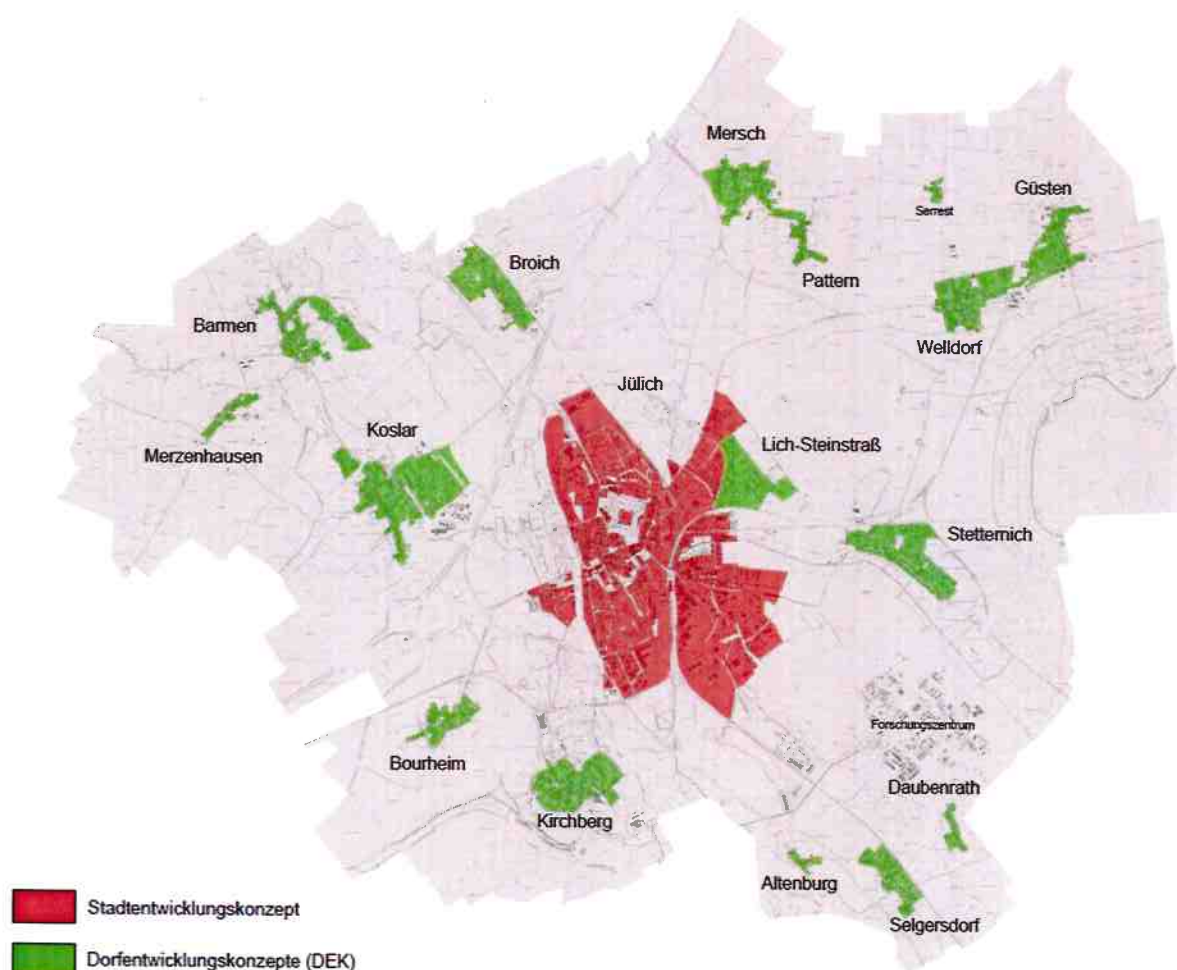 Mersch
Güsten
Serrest
Broich
Pattern
Barmen
Welldorf
Jülich
Koslar
Lich-Steinstraß
Merzenhausen
Stetternich
Forschungszentrum
Bourheim
Daubenrath
Kirchberg
Altenburg
Selgersdorf
Stadtentwicklungskonzept
Dorfentwicklungskonzepte (DEK)